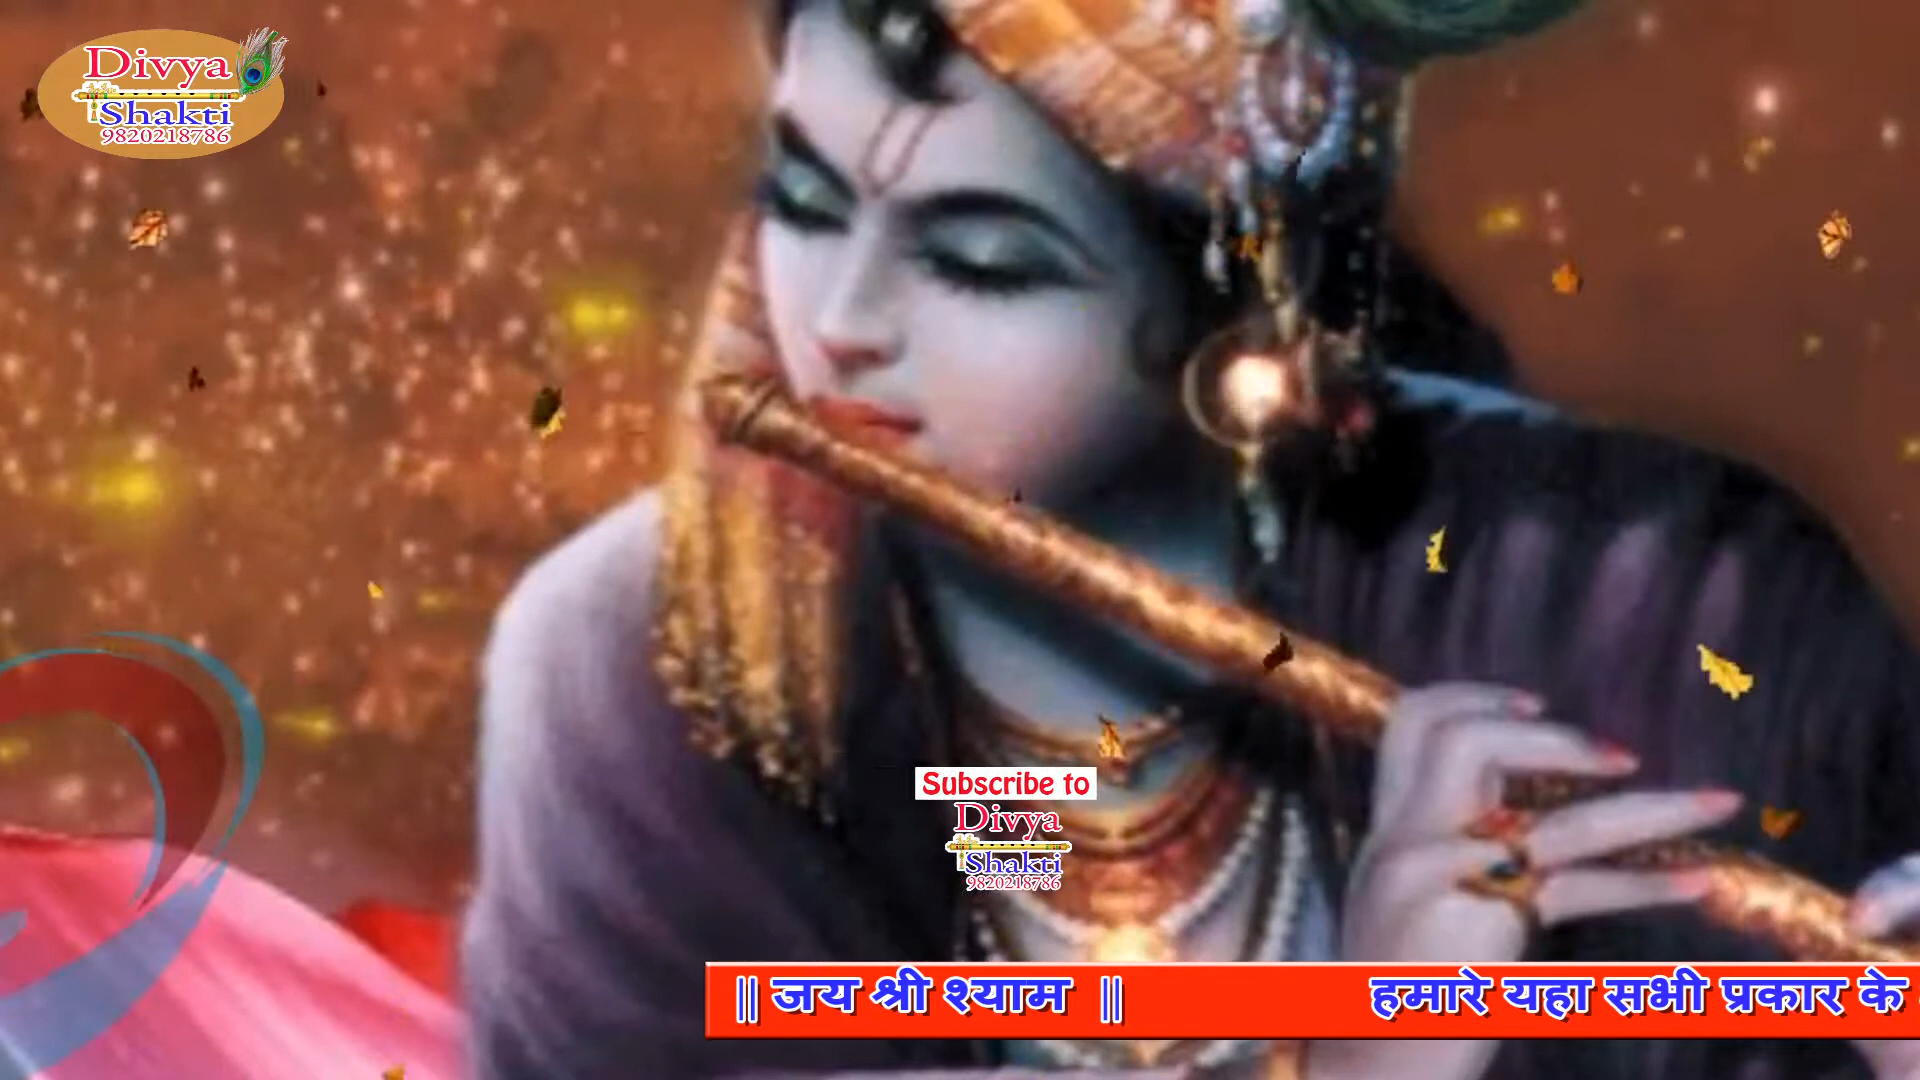 Divya
Shakti
9820218786
Subscribe to
Divya
Shakti
9820218786
|| जय श्री श्याम || हमारे यहा सभी प्रकार के